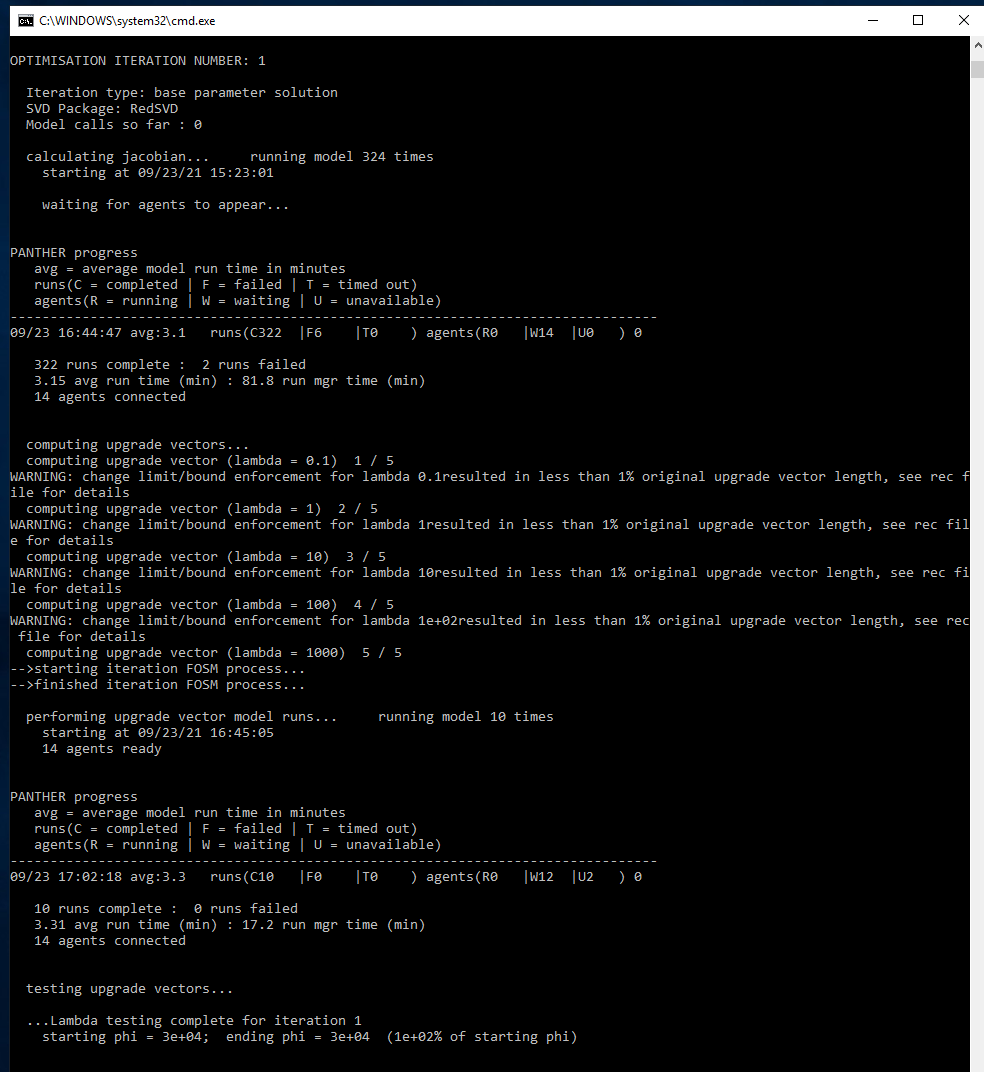 C:\WINDOWS\system32\cmd.exe
OPTIMISATION ITERATION NUMBER: 1
Iteration type: base parameter solution
SVD Package: RedSVD
Model calls so far : 0
calculating jacobian...     running model 324 times
starting at 09/23/21 15:23:01
waiting for agents to appear...
PANTHER progress
avg = average model run time in minutes
runs(C = completed | F = failed | T = timed out)
agents(R = running | W = waiting | U = unavailable)
---------------------------------------------------------------------------------
09/23 16:44:47 avg:3.1   runs(C322  |F6    |T0    ) agents(R0   |W14  |U0   ) 0
322 runs complete :  2 runs failed
3.15 avg run time (min) : 81.8 run mgr time (min)
14 agents connected
computing upgrade vectors...
computing upgrade vector (lambda = 0.1)  1 / 5
WARNING: change limit/bound enforcement for lambda 0.1resulted in less than 1% original upgrade vector length, see rec f
ile for details
computing upgrade vector (lambda = 1)  2 / 5
WARNING: change limit/bound enforcement for lambda 1resulted in less than 1% original upgrade vector length, see rec fil
e for details
computing upgrade vector (lambda = 10)  3 / 5
WARNING: change limit/bound enforcement for lambda 10resulted in less than 1% original upgrade vector length, see rec fi
le for details
computing upgrade vector (lambda = 100)  4 / 5
WARNING: change limit/bound enforcement for lambda 1e+02resulted in less than 1% original upgrade vector length, see rec
file for details
computing upgrade vector (lambda = 1000)  5 / 5
-->starting iteration FOSM process...
-->finished iteration FOSM process...
performing upgrade vector model runs...     running model 10 times
starting at 09/23/21 16:45:05
14 agents ready
PANTHER progress
avg = average model run time in minutes
runs(C = completed | F = failed | T = timed out)
agents(R = running | W = waiting | U = unavailable)
---------------------------------------------------------------------------------
09/23 17:02:18 avg:3.3   runs(C10   |F0    |T0    ) agents(R0   |W12  |U2   ) 0
10 runs complete :  0 runs failed
3.31 avg run time (min) : 17.2 run mgr time (min)
14 agents connected
testing upgrade vectors...
...Lambda testing complete for iteration 1
starting phi = 3e+04;  ending phi = 3e+04  (1e+02% of starting phi)